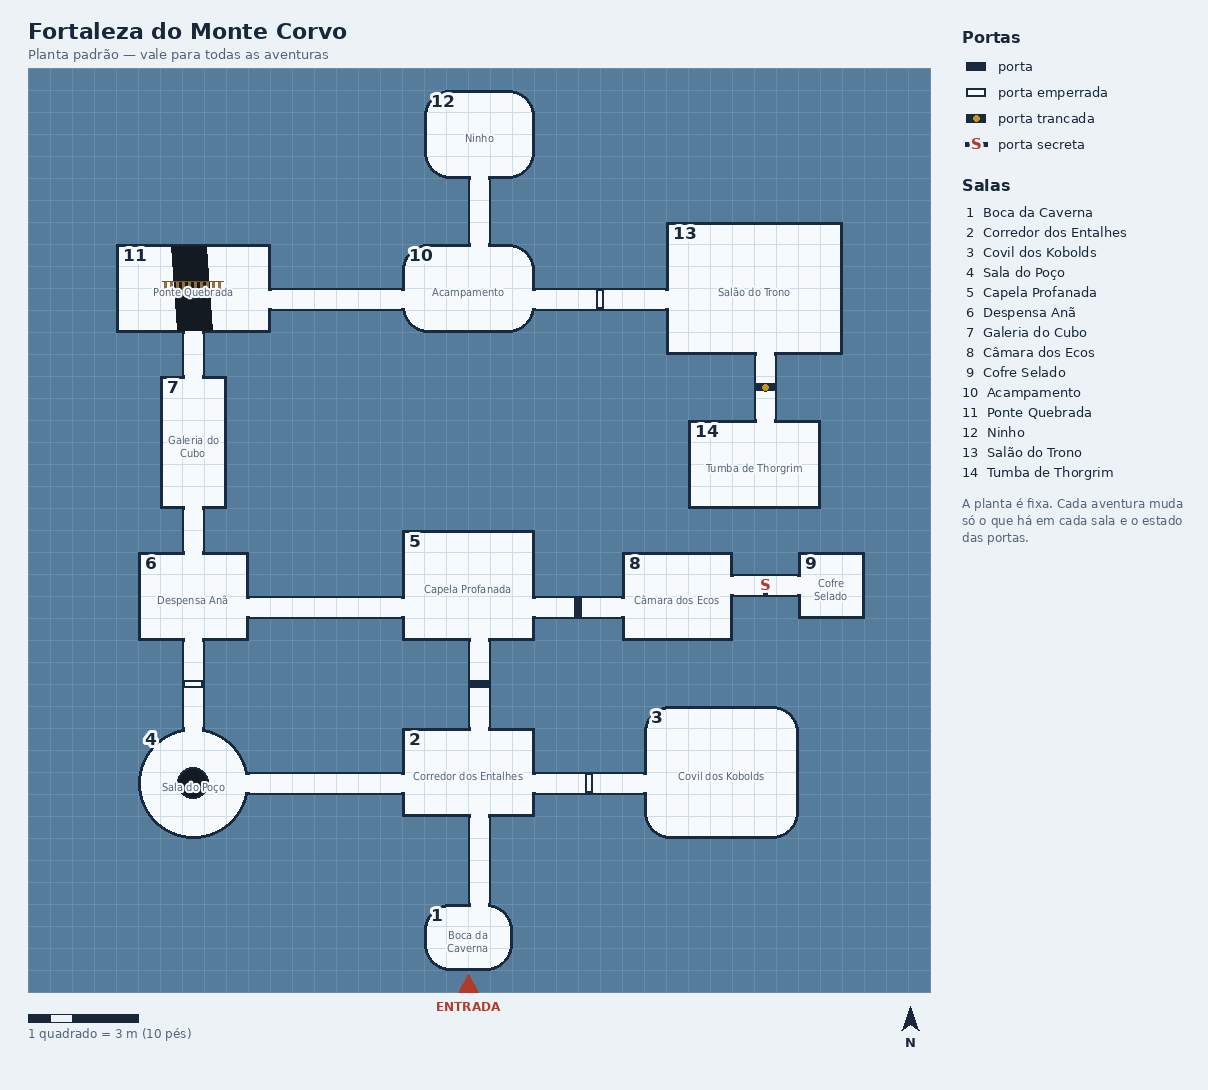 Fortaleza do Monte Corvo
Planta padrão — vale para todas as aventuras
12
Ninho
11
Ponte Quebrada
10
Acampamento
13
Salão do Trono
7
Galeria do
Cubo
14
Tumba de Thorgrim
6
Despensa Anã
5
Capela Profanada
8
Câmara dos Ecos
S
9
Cofre
Selado
4
Sala do Poço
2
Corredor dos Entalhes
3
Covil dos Kobolds
1
Boca da
Caverna
ENTRADA
1 quadrado = 3 m (10 pés)
N
Portas
porta
porta emperrada
porta trancada
S porta secreta
Salas
1 Boca da Caverna
2 Corredor dos Entalhes
3 Covil dos Kobolds
4 Sala do Poço
5 Capela Profanada
6 Despensa Anã
7 Galeria do Cubo
8 Câmara dos Ecos
9 Cofre Selado
10 Acampamento
11 Ponte Quebrada
12 Ninho
13 Salão do Trono
14 Tumba de Thorgrim
A planta é fixa. Cada aventura muda
só o que há em cada sala e o estado
das portas.